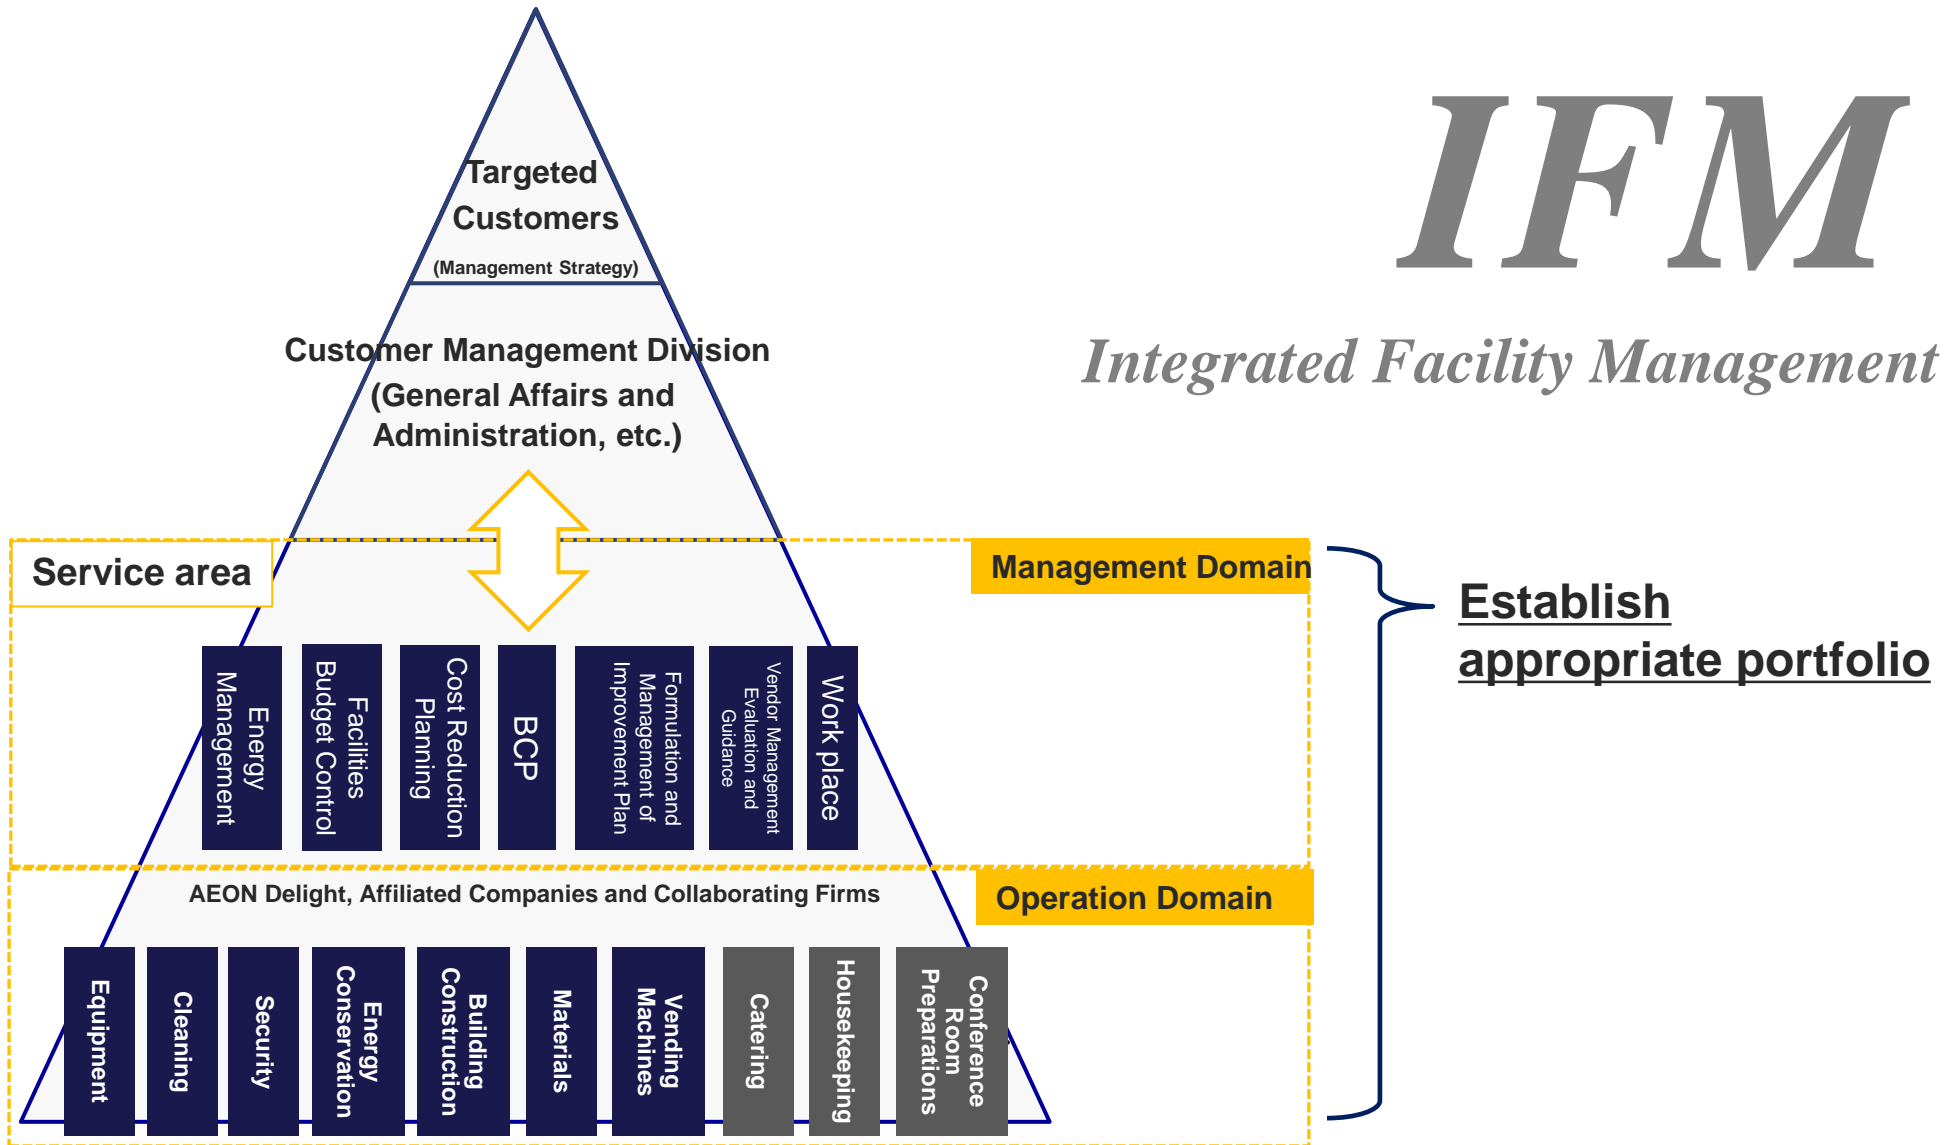 IFM
Integrated Facility Management
Targeted
Customers
(Management Strategy)
Customer Management Division
(General Affairs and
Administration, etc.)
Service area
Management Domain
Establish
appropriate portfolio
Energy
Management
Facilities
Budget Control
Cost Reduction
Planning
BCP
Formulation and
Management of
Improvement Plan
Vendor Management
Evaluation and
Guidance
Work place
AEON Delight, Affiliated Companies and Collaborating Firms
Operation Domain
Equipment
Cleaning
Security
Energy
Conservation
Building
Construction
Materials
Vending
Machines
Catering
Housekeeping
Conference
Room
Preparations